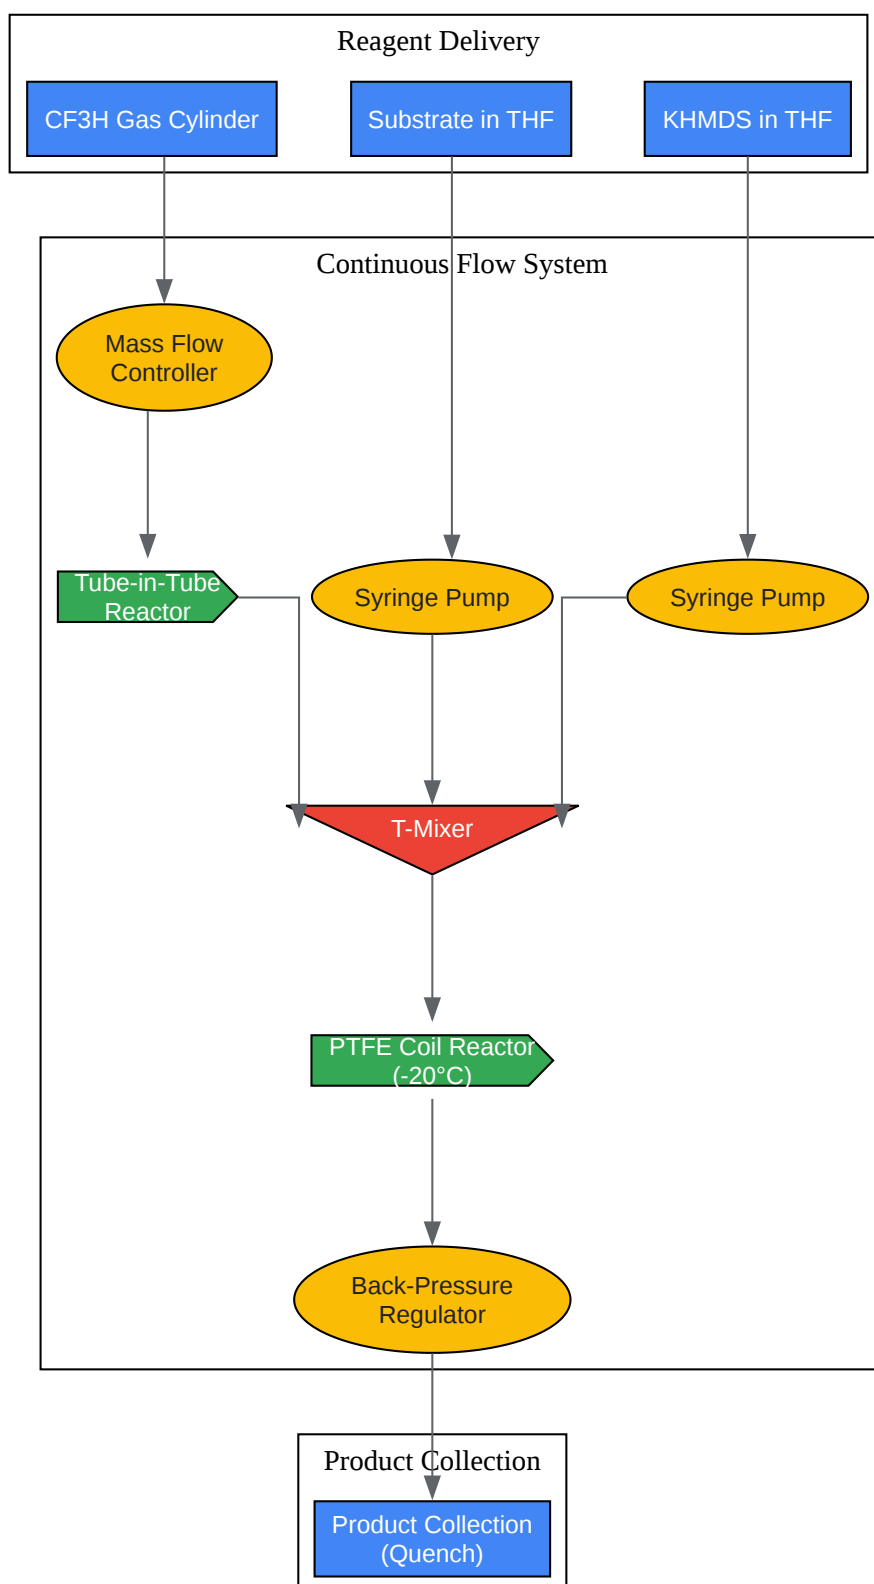 Reagent Delivery
CF3H Gas Cylinder
Substrate in THF
KHMDS in THF
Continuous Flow System
Mass Flow
Controller
Tube-in-Tube
Reactor
Syringe Pump
Syringe Pump
T-Mixer
PTFE Coil Reactor
(-20°C)
Back-Pressure
Regulator
Product Collection
Product Collection
(Quench)